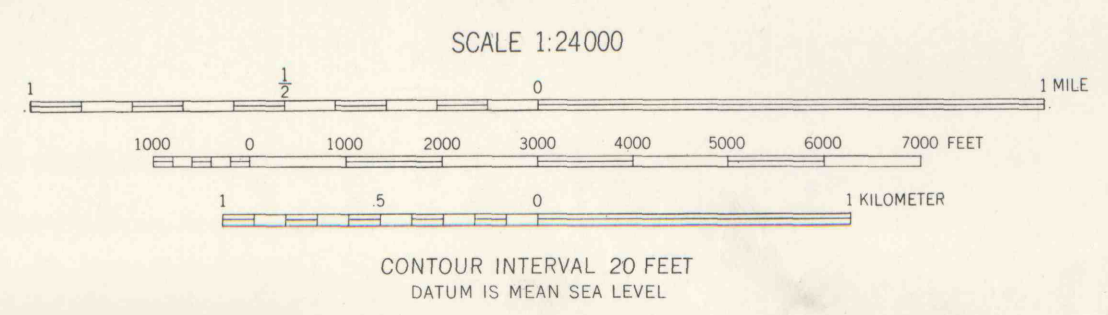 SCALE 1:24000
1 1/2 0 1 MILE
1000 0 1000 2000 3000 4000 5000 6000 7000 FEET
1 .5 0 1 KILOMETER
CONTOUR INTERVAL 20 FEET
DATUM IS MEAN SEA LEVEL